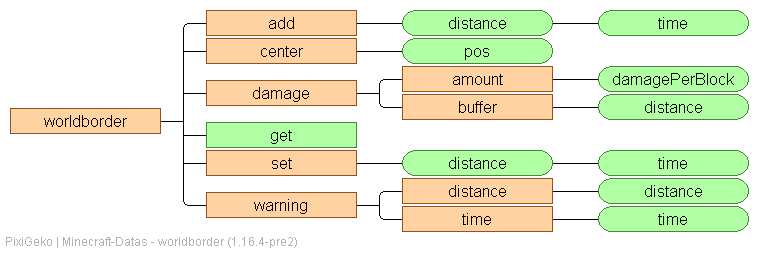 add distance time
center pos
amount damagePerBlock
damage
buffer distance
worldborder
get
set distance time
distance distance
warning
time time
PixiGeko | Minecraft-Datas - worldborder (1.16.4-pre2)